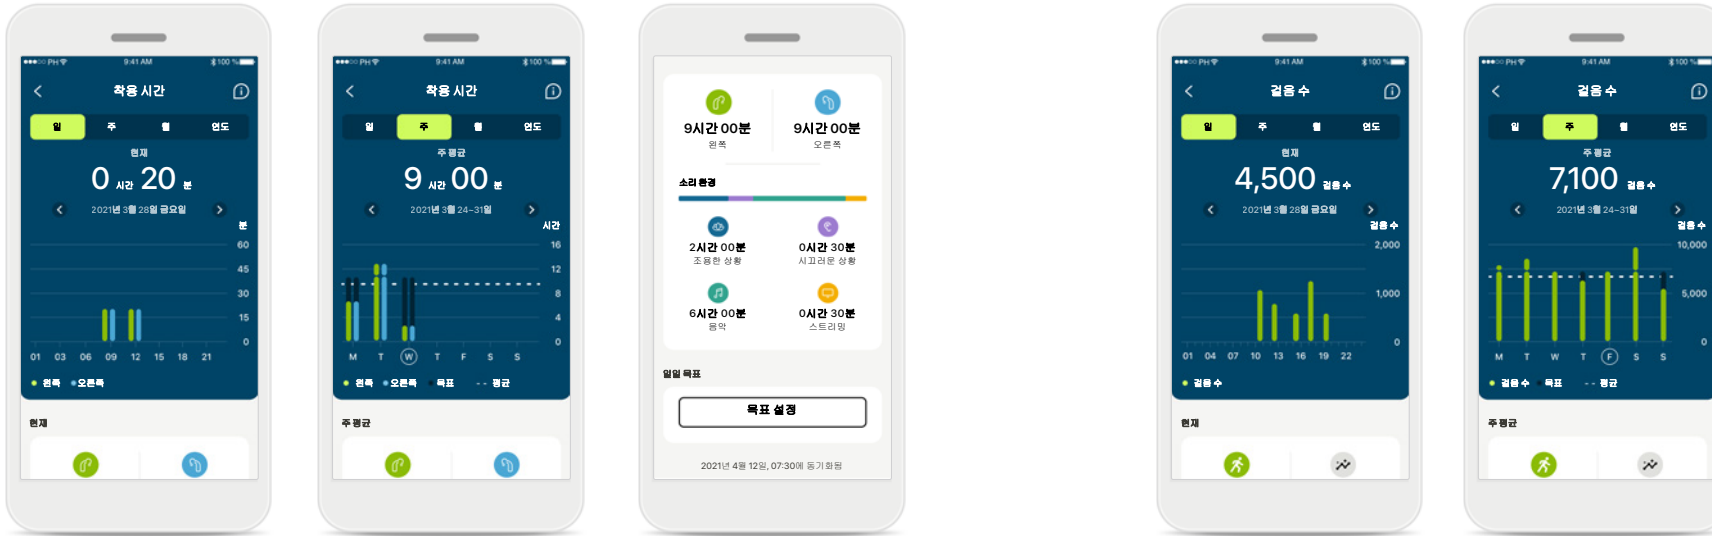 PH 9:41 AM 100 %
착용 시간
일 주 월 연도
현재
0 시간 20 분
2021년 3월 28일 금요일
분
60
45
30
15
0
01 03 06 09 12 15 18 21
왼쪽 오른쪽
현재
PH 9:41 AM 100 %
착용 시간
일 주 월 연도
주 평균
9 시간 00 분
2021년 3월 24–31일
시간
16
12
8
4
0
M T W T F S S
왼쪽 오른쪽 목표 -- 평균
주 평균
9시간 00분 9시간 00분
왼쪽 오른쪽
소리 환경
2시간 00분 0시간 30분
조용한 상황 시끄러운 상황
6시간 00분 0시간 30분
음악 스트리밍
일일 목표
목표 설정
2021년 4월 12일, 07:30에 동기화됨
PH 9:41 AM 100 %
걸음 수
일 주 월 연도
현재
4,500 걸음 수
2021년 3월 28일 금요일
걸음 수
2,000
1,000
0
01 04 07 10 13 16 19 22
걸음 수
현재
PH 9:41 AM 100 %
걸음 수
일 주 월 연도
주 평균
7,100 걸음 수
2021년 3월 24–31일
걸음 수
10,000
5,000
0
M T W T F S S
걸음 수 목표 -- 평균
주 평균